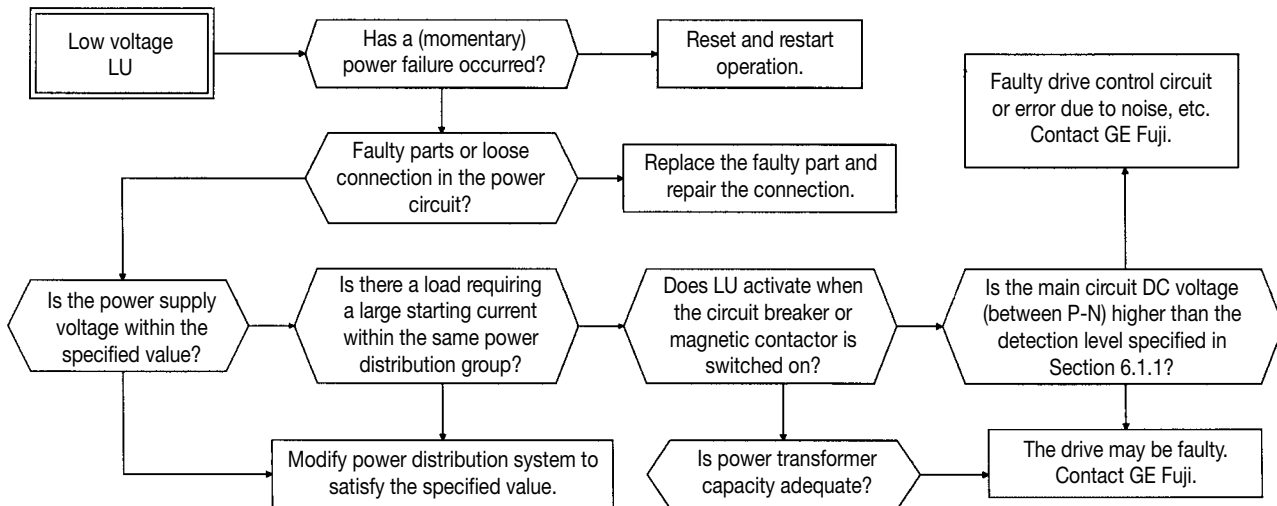 Low voltage
LU
Has a (momentary)
power failure occurred?
Reset and restart
operation.
Faulty drive control circuit
or error due to noise, etc.
Contact GE Fuji.
Faulty parts or loose
connection in the power
circuit?
Replace the faulty part and
repair the connection.
Is the power supply
voltage within the
specified value?
Is there a load requiring
a large starting current
within the same power
distribution group?
Does LU activate when
the circuit breaker or
magnetic contactor is
switched on?
Is the main circuit DC voltage
(between P-N) higher than the
detection level specified in
Section 6.1.1?
Modify power distribution system to
satisfy the specified value.
Is power transformer
capacity adequate?
The drive may be faulty.
Contact GE Fuji.